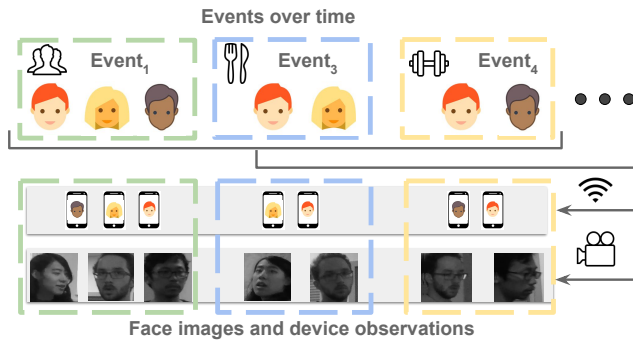 Events over time
Event₁
Event₃
Event₄
Face images and device observations